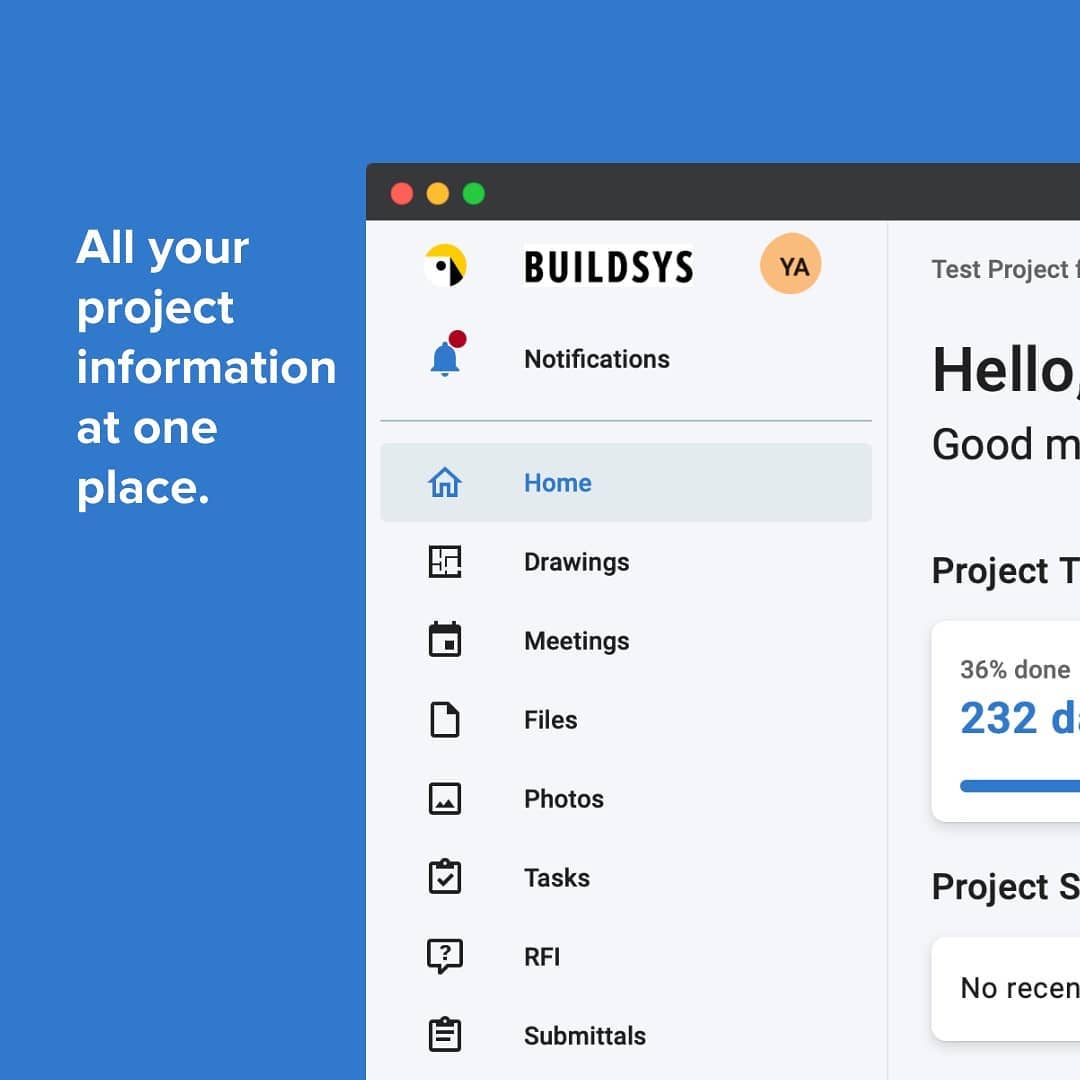 All your
project
information
at one
place.
BUILDSYS
YA
Notifications
Home
Drawings
Meetings
Files
Photos
Tasks
RFI
Submittals
Test Project
Hello,
Good m
Project T
36% done
232 d
Project S
No recen